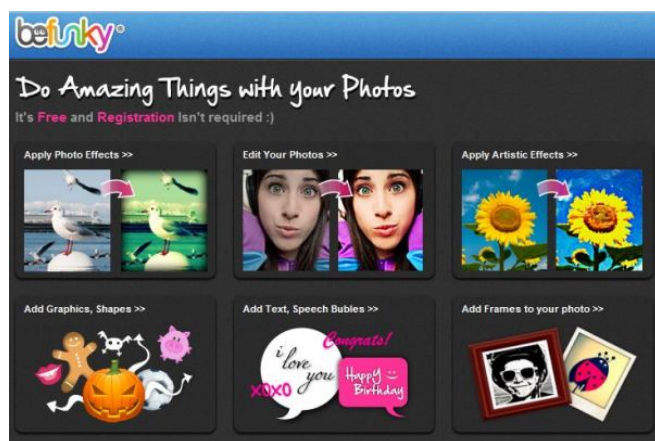 befunky®
Do Amazing Things with your Photos
It's Free and Registration Isn't required :)
Apply Photo Effects >>
Edit Your Photos >>
Apply Artistic Effects >>
Add Graphics, Shapes >>
Add Text, Speech Bubles >>
Add Frames to your photo >>
Congrats!
i love you
XOXO
Happy :)
Birthday